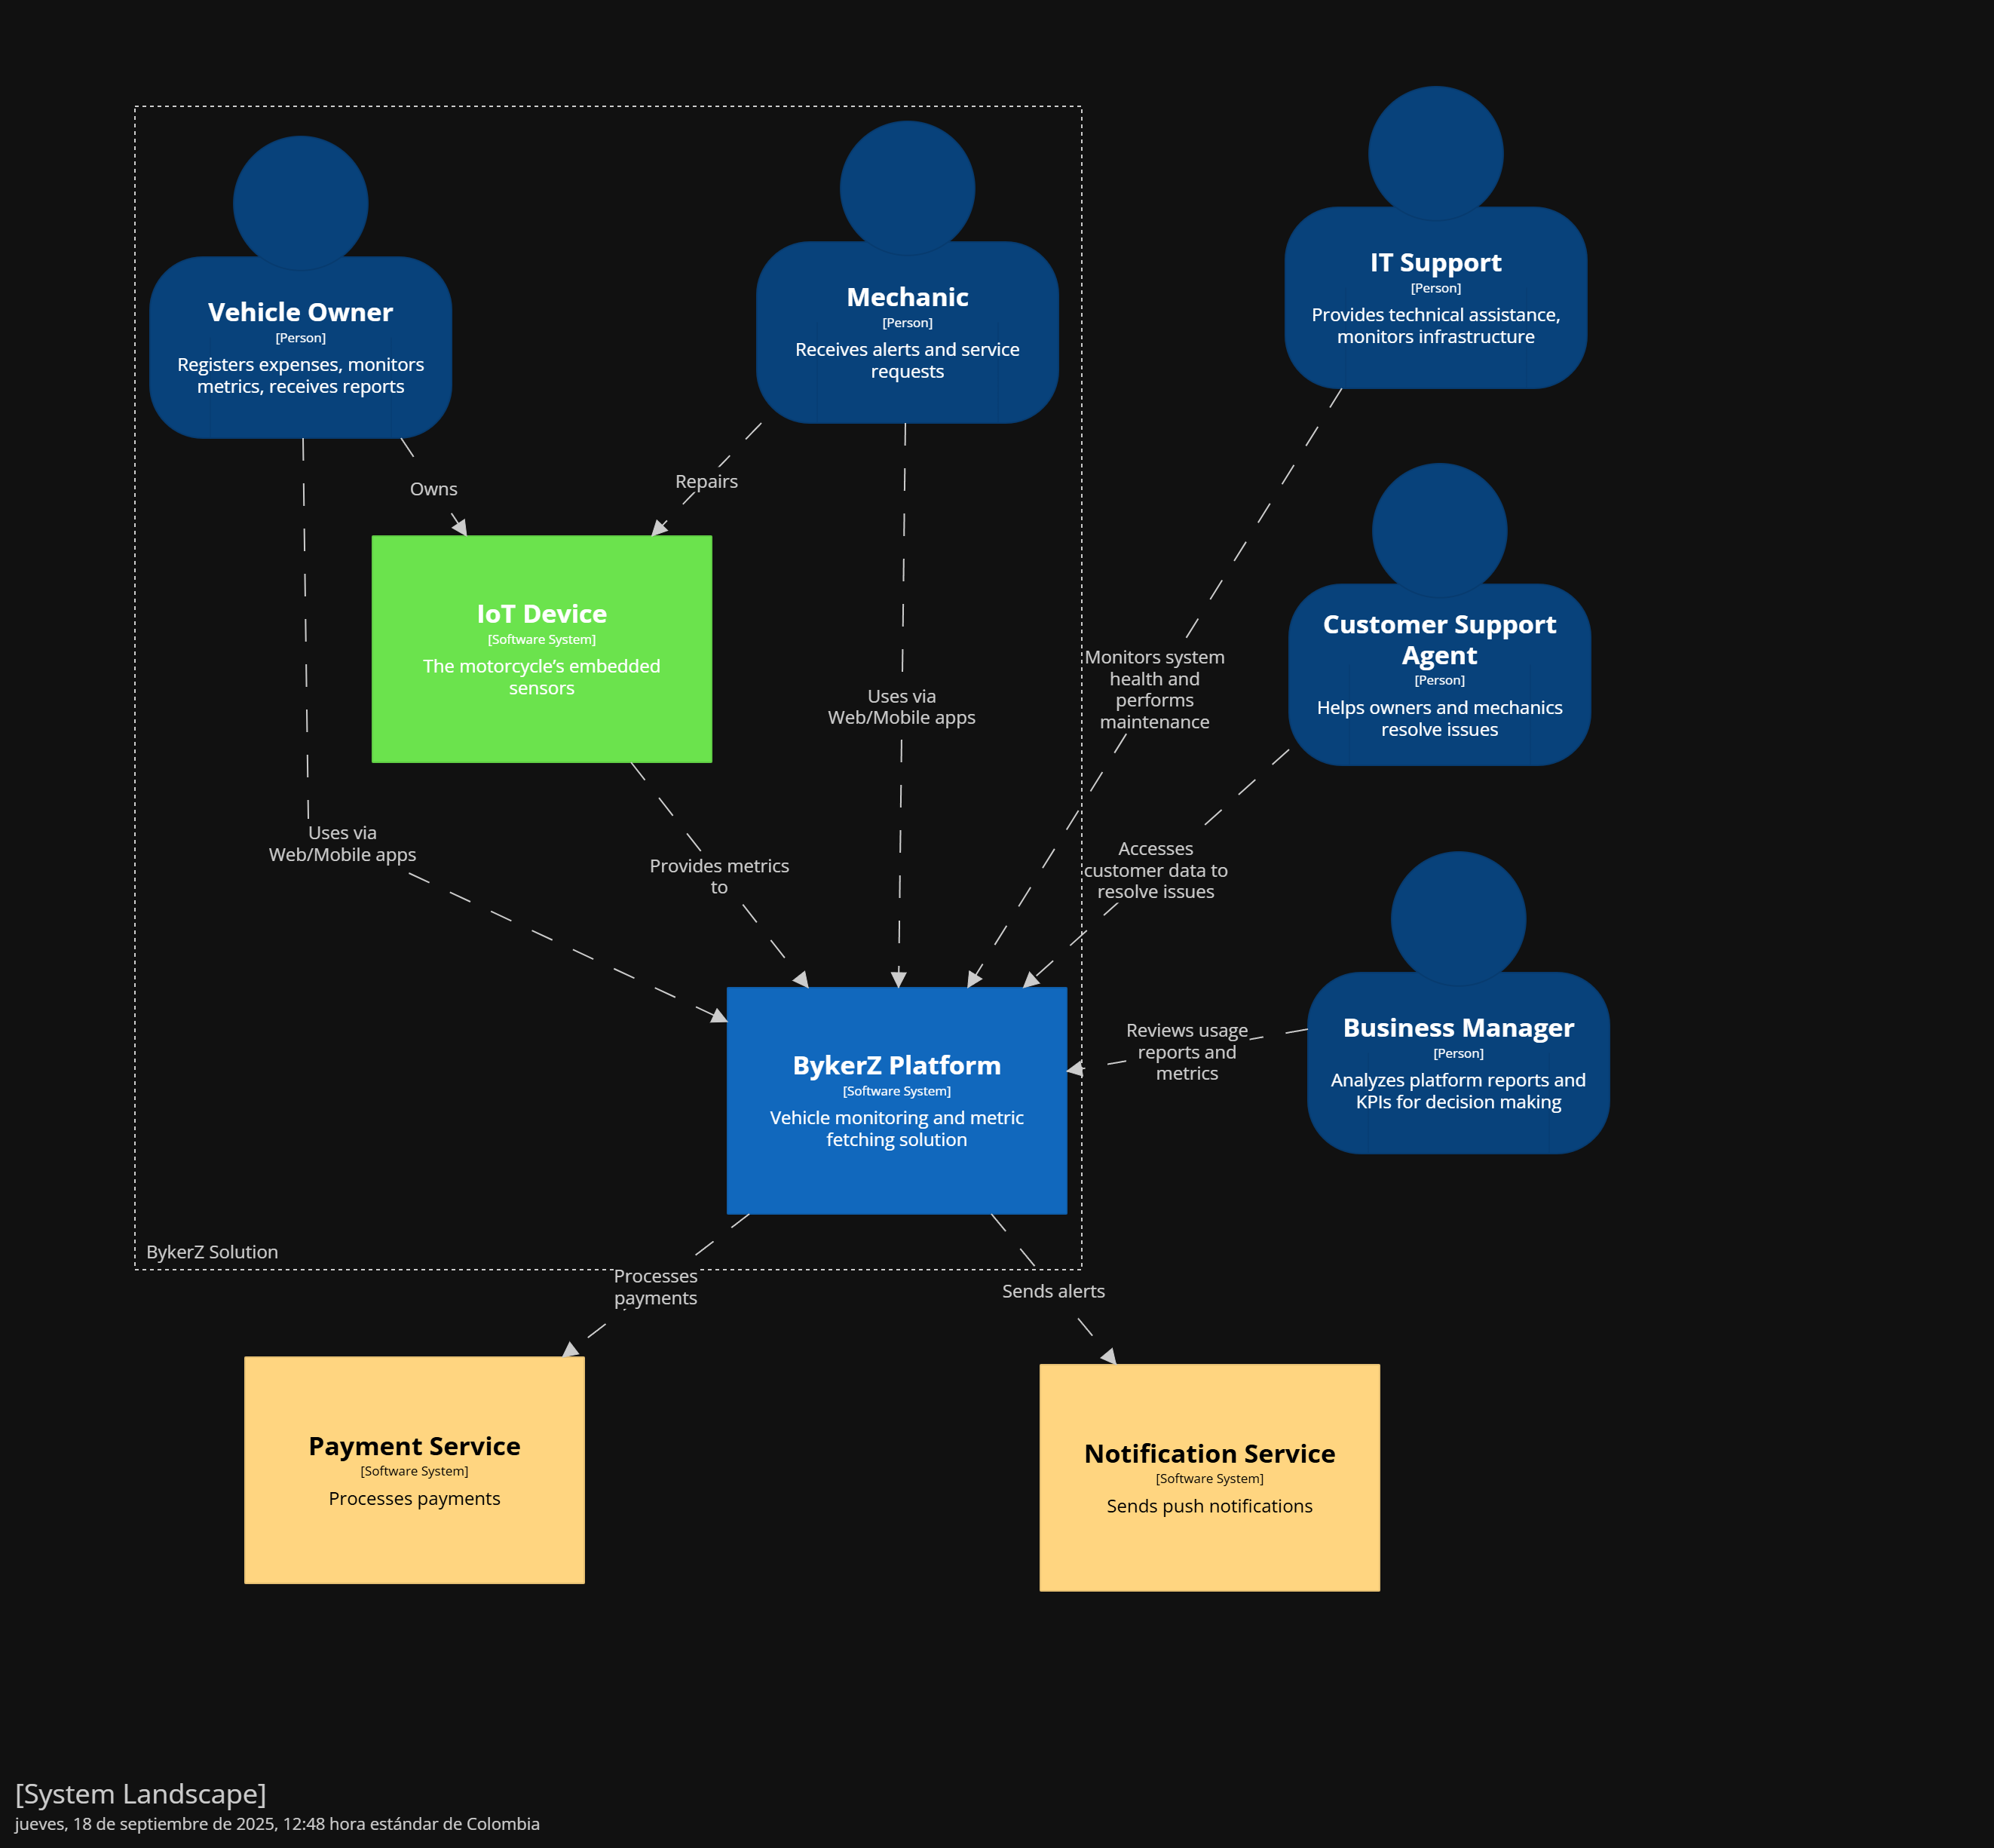 Vehicle Owner
[Person]
Registers expenses, monitors
metrics, receives reports
Mechanic
[Person]
Receives alerts and service
requests
IT Support
[Person]
Provides technical assistance,
monitors infrastructure
Owns
Repairs
IoT Device
[Software System]
The motorcycle’s embedded
sensors
Uses via
Web/Mobile apps
Monitors system
health and
performs
maintenance
Customer Support
Agent
[Person]
Helps owners and mechanics
resolve issues
Uses via
Web/Mobile apps
Provides metrics
to
Accesses
customer data to
resolve issues
BykerZ Platform
[Software System]
Vehicle monitoring and metric
fetching solution
Reviews usage
reports and
metrics
Business Manager
[Person]
Analyzes platform reports and
KPIs for decision making
BykerZ Solution
Processes
payments
Sends alerts
Payment Service
[Software System]
Processes payments
Notification Service
[Software System]
Sends push notifications
[System Landscape]
jueves, 18 de septiembre de 2025, 12:48 hora estándar de Colombia